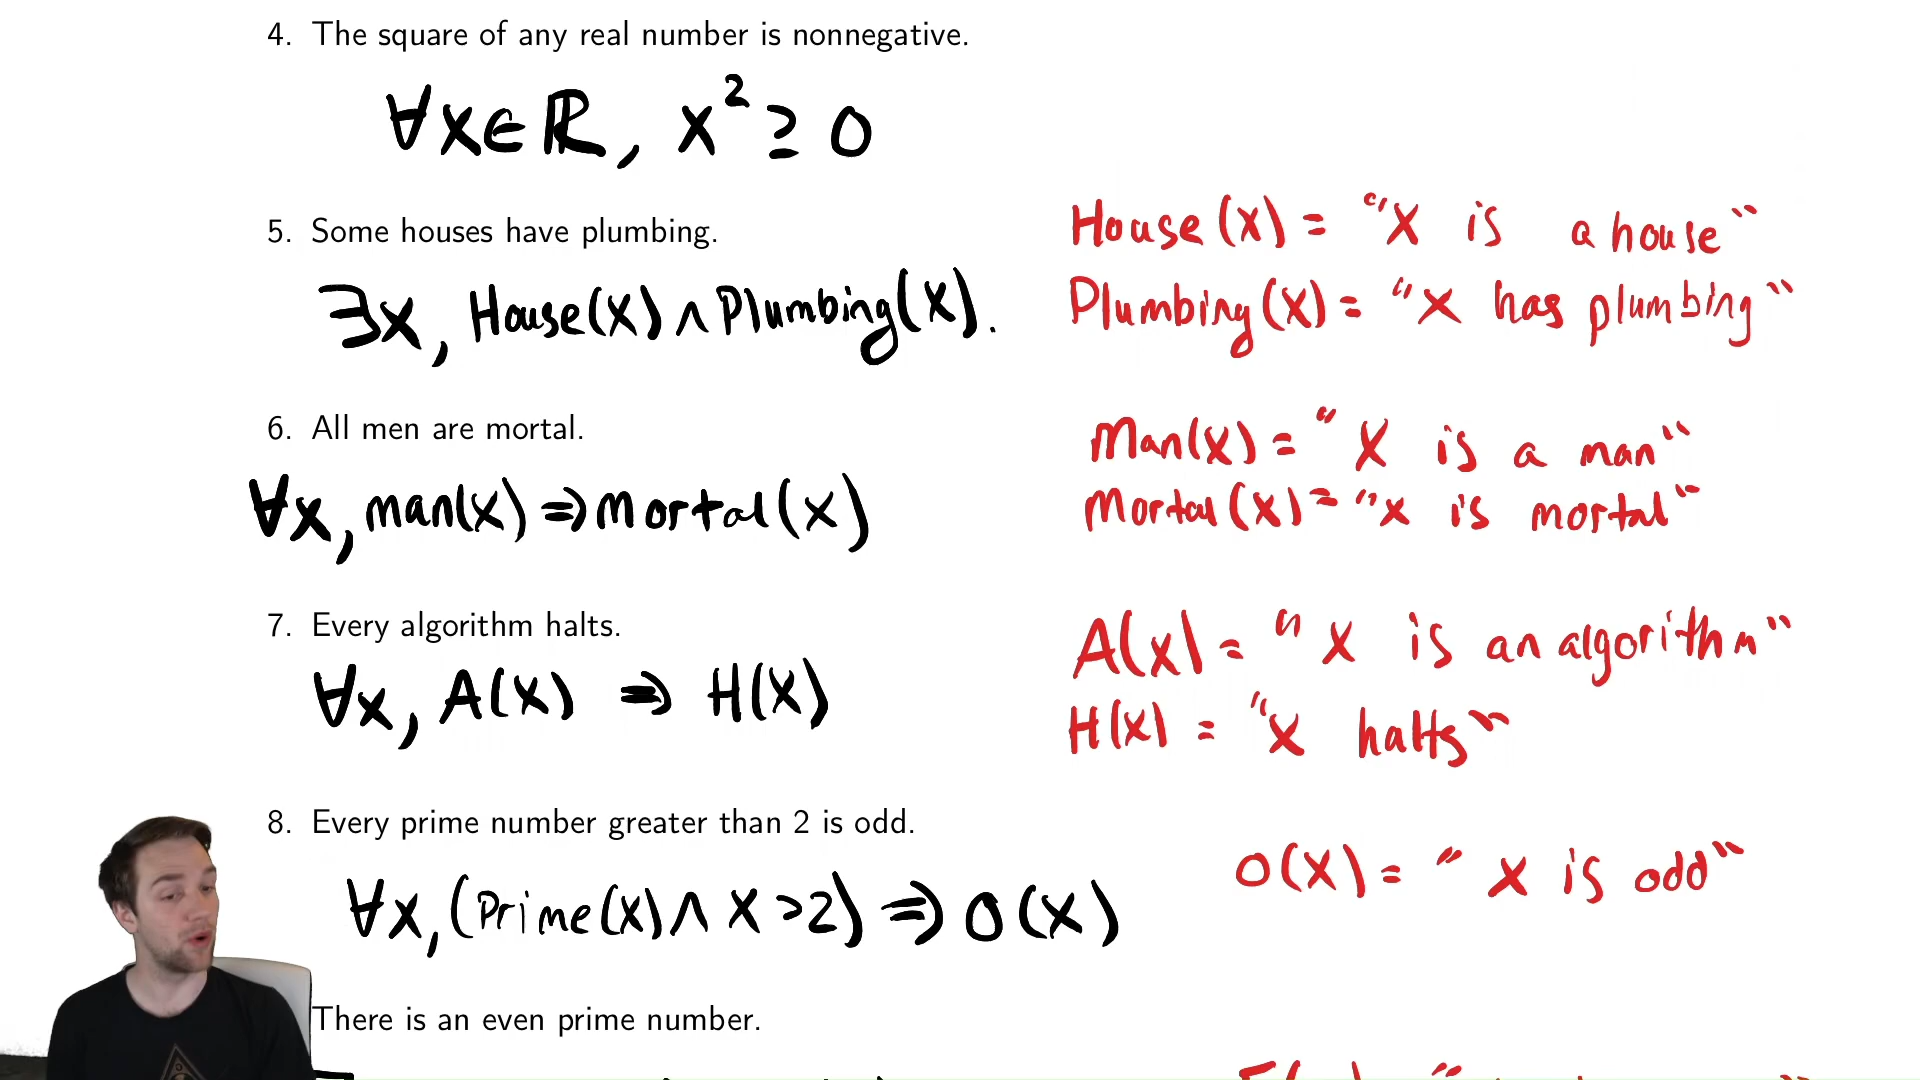 4. The square of any real number is nonnegative.
∀x∈ℝ, x² ≥ 0
5. Some houses have plumbing.
House(x) = "x is a house"
∃x, House(x) ∧ Plumbing(x).
Plumbing(x) = "x has plumbing"
6. All men are mortal.
Man(x) = "x is a man"
∀x, man(x) ⇒ mortal(x)
Mortal(x) = "x is mortal"
7. Every algorithm halts.
A(x) = "x is an algorithm"
∀x, A(x) ⇒ H(x)
H(x) = "x halts"
8. Every prime number greater than 2 is odd.
O(x) = "x is odd"
∀x, (Prime(x) ∧ x > 2) ⇒ O(x)
There is an even prime number.